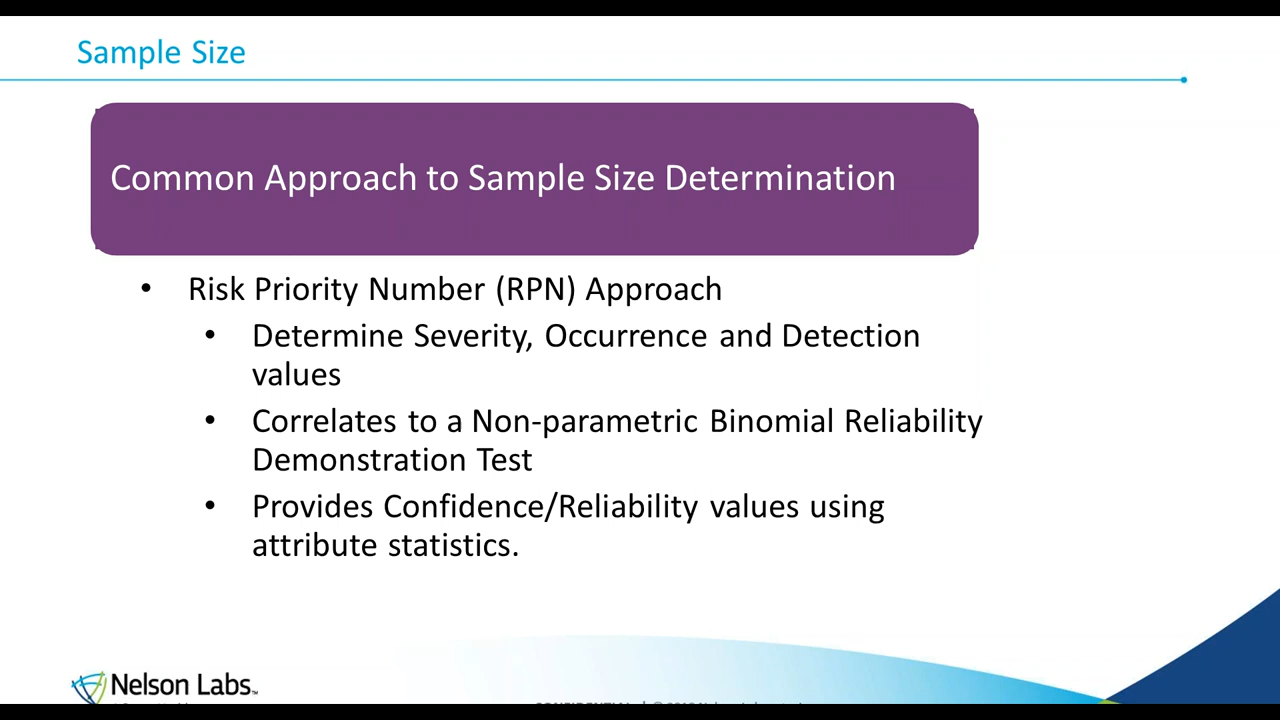 Sample Size
Common Approach to Sample Size Determination
• Risk Priority Number (RPN) Approach
• Determine Severity, Occurrence and Detection
values
• Correlates to a Non-parametric Binomial Reliability
Demonstration Test
• Provides Confidence/Reliability values using
attribute statistics.
Nelson Labs™